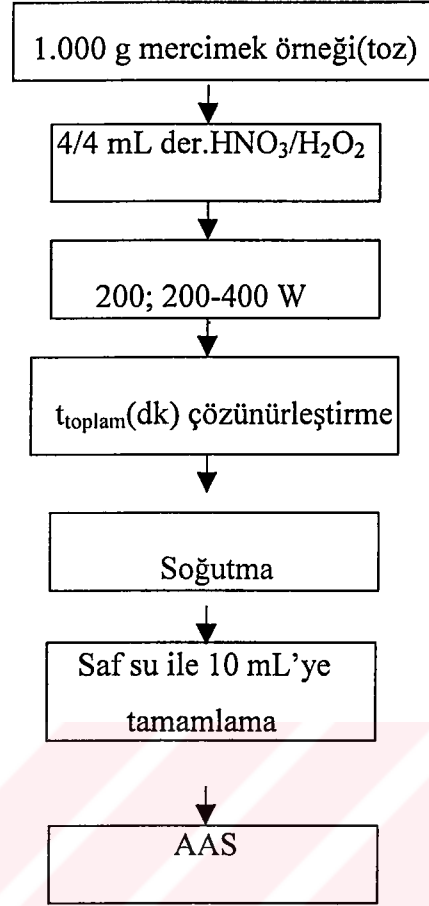 1.000 g mercimek örneği(toz)
4/4 mL der.HNO₃/H₂O₂
200; 200-400 W
t_toplam(dk) çözünürleştirme
Soğutma
Saf su ile 10 mL’ye
tamamlama
AAS